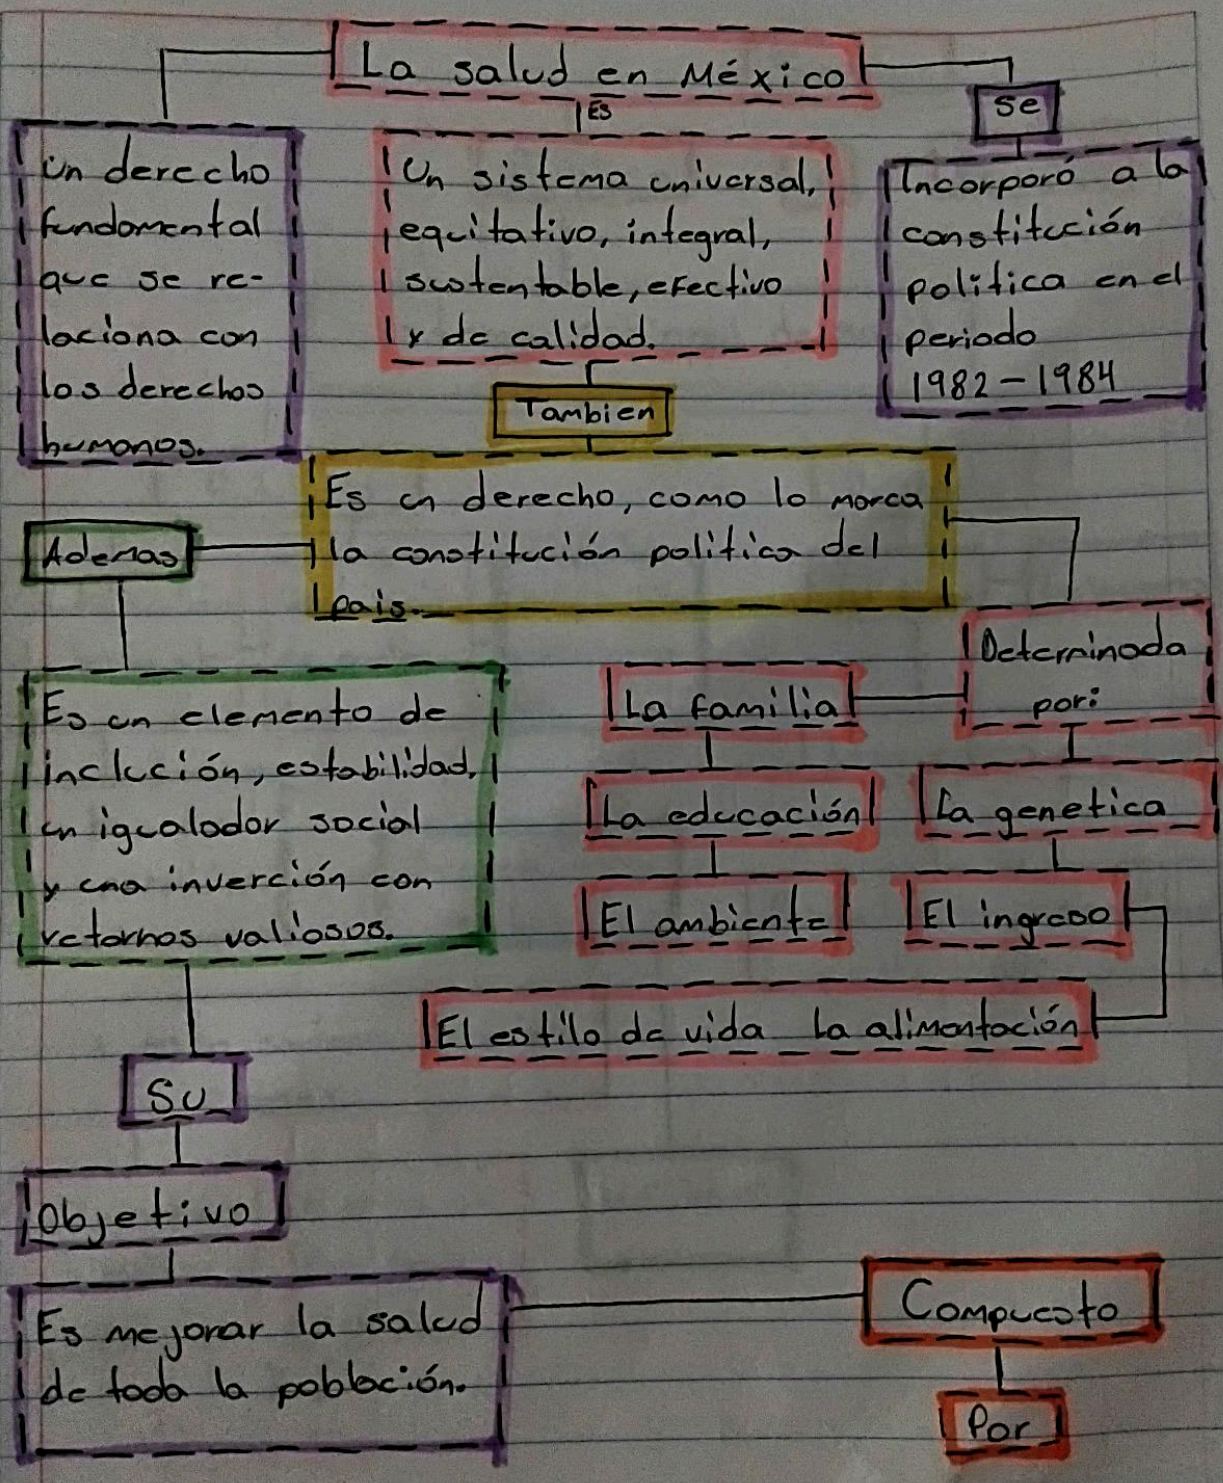 La salud en México
Es
Se
Un derecho
fundamental
que se re-
laciona con
los derechos
humanos.
Un sistema universal,
equitativo, integral,
sustentable, efectivo
y de calidad.
Incorporó a la
constitución
politica en el
periodo
1982-1984
Tambien
Es un derecho, como lo marca
la constitución politica del
pais.
Ademas
Determinada
por:
La familia
La educación
La genetica
El ambiente
El ingreso
El estilo de vida La alimentación
Es un elemento de
inclución, estabilidad,
un igualador social
y una inverción con
retornos valiosos.
Su
Objetivo
Es mejorar la salud
de toda la población.
Compuesto
Por